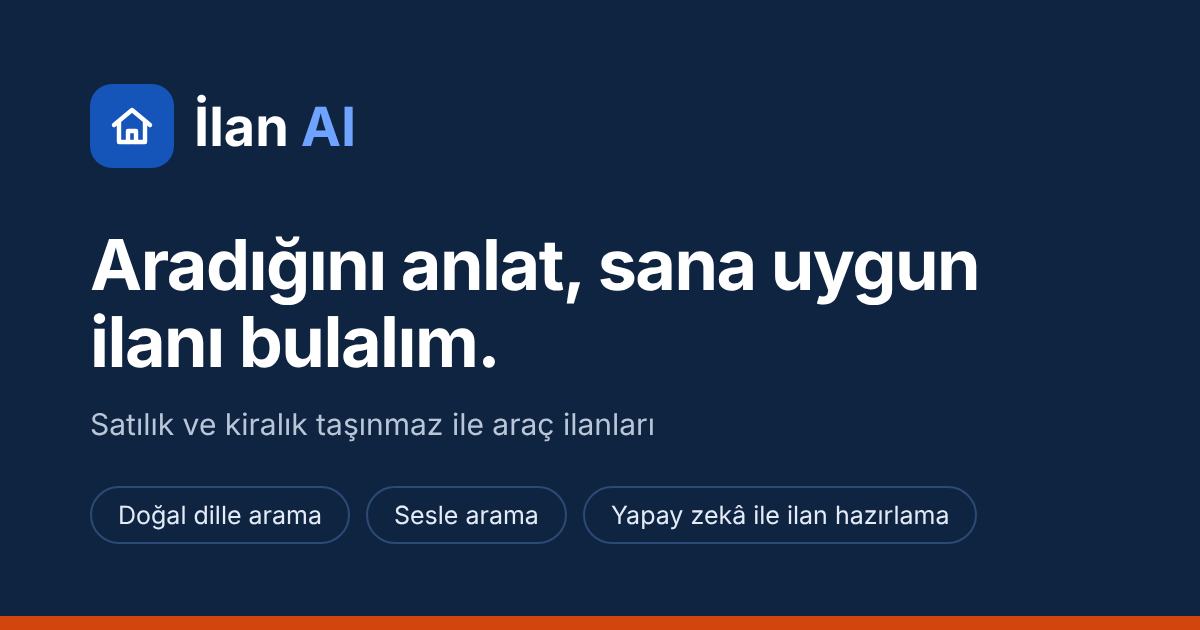 İlan AI
Aradığını anlat, sana uygun
ilanı bulalım.
Satılık ve kiralık taşınmaz ile araç ilanları
Doğal dille arama
Sesle arama
Yapay zekâ ile ilan hazırlama